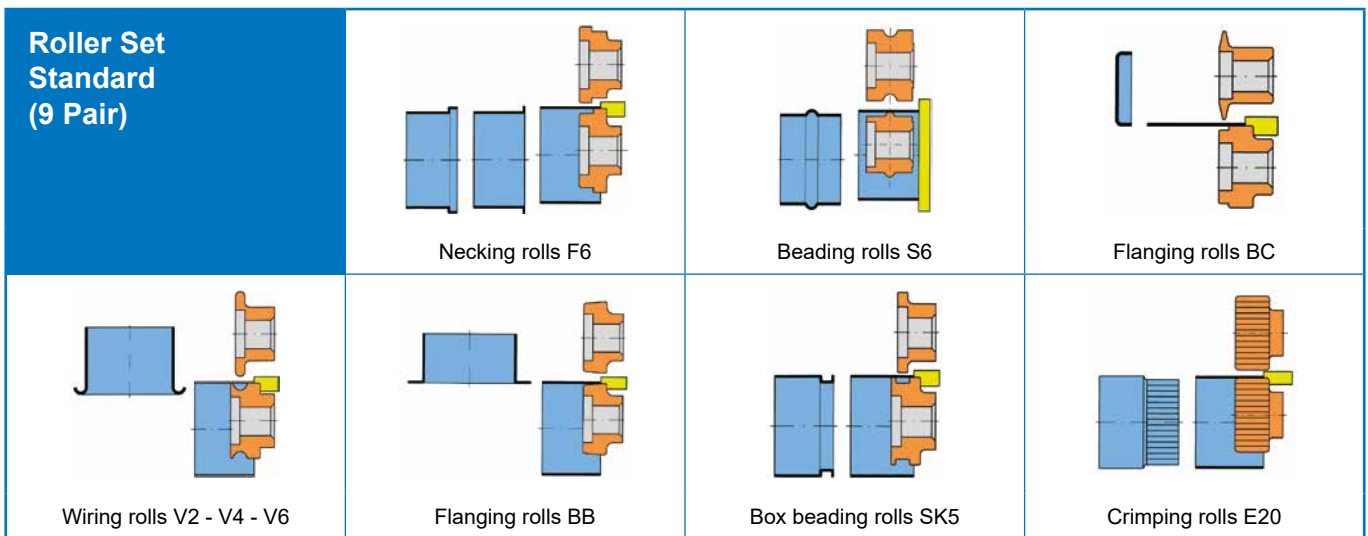 Roller Set
Standard
(9 Pair)
Necking rolls F6
Beading rolls S6
Flanging rolls BC
Wiring rolls V2 - V4 - V6
Flanging rolls BB
Box beading rolls SK5
Crimping rolls E20